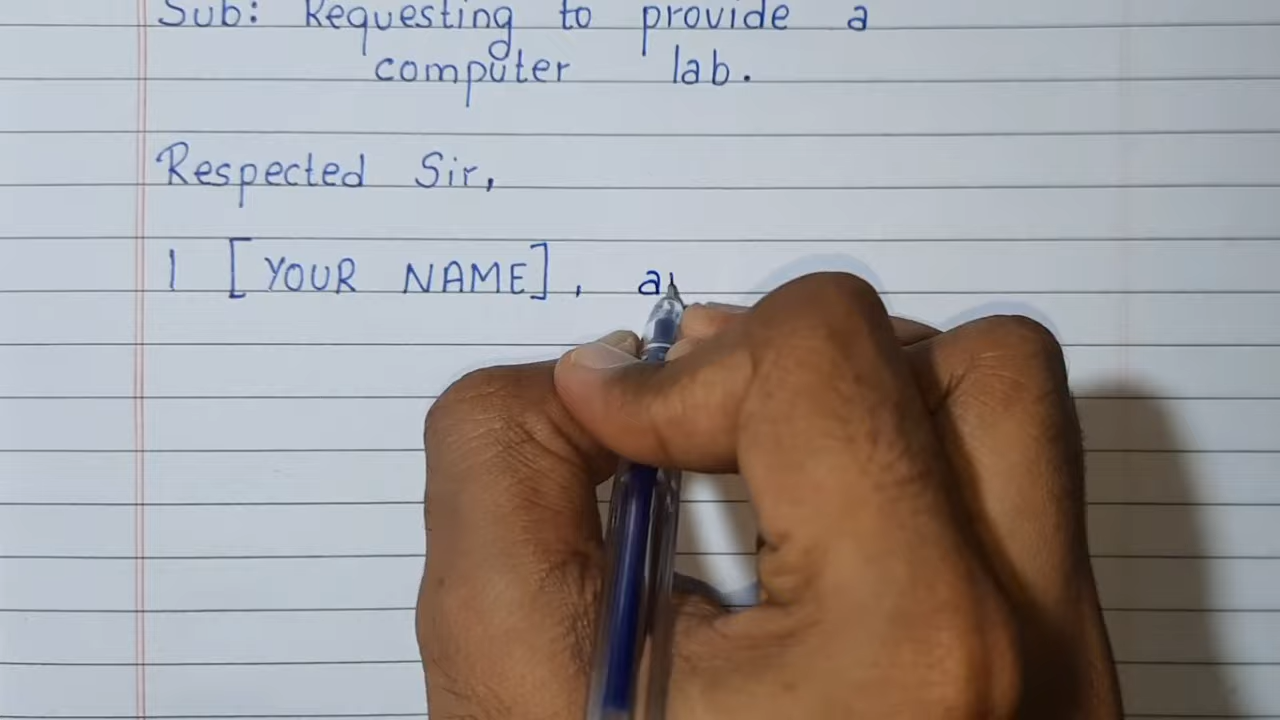 Sub: Requesting to provide a
computer lab.
Respected Sir,
I [YOUR NAME], a